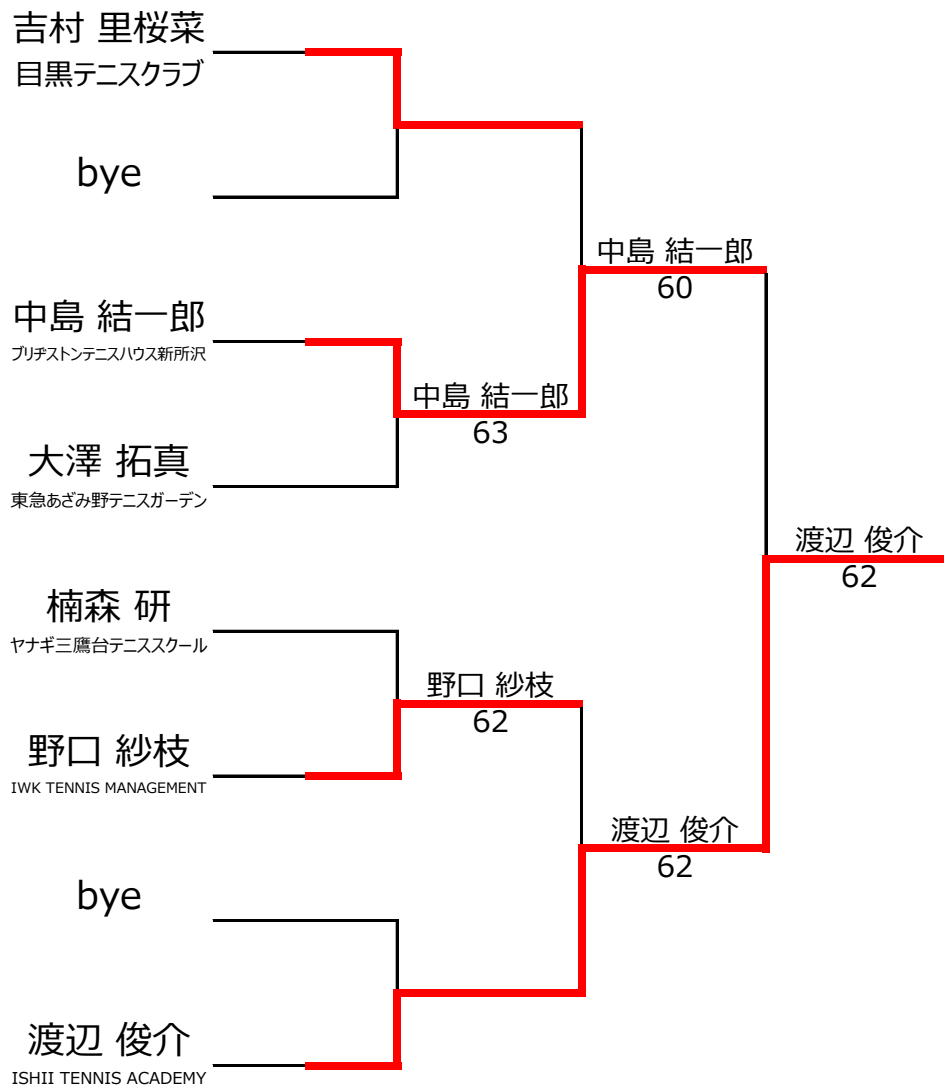 吉村 里桜菜
目黒テニスクラブ
bye
中島 結一郎
60
中島 結一郎
ブリヂストンテニスハウス新所沢
中島 結一郎
63
大澤 拓真
東急あざみ野テニスガーデン
渡辺 俊介
62
楠森 研
ヤナギ三鷹台テニススクール
野口 紗枝
62
野口 紗枝
IWK TENNIS MANAGEMENT
渡辺 俊介
62
bye
渡辺 俊介
ISHII TENNIS ACADEMY